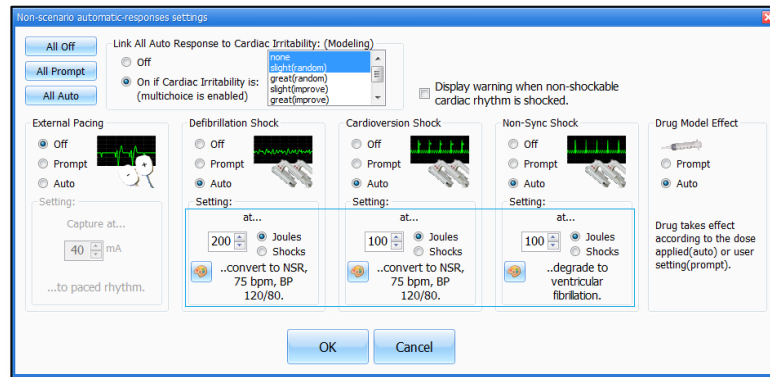 Non-scenario automatic-responses settings
All Off
All Prompt
All Auto
Link All Auto Response to Cardiac Irritability: (Modeling)
Off
On if Cardiac Irritability is:
(multichoice is enabled)
none
slight(random)
great(random)
slight(improve)
great(improve)
Display warning when non-shockable
cardiac rhythm is shocked.
External Pacing
Off
Prompt
Auto
Setting:
Capture at...
40 mA
...to paced rhythm.
Defibrillation Shock
Off
Prompt
Auto
Setting:
at...
200 Joules
Shocks
..convert to NSR,
75 bpm, BP
120/80.
Cardioversion Shock
Off
Prompt
Auto
Setting:
at...
100 Joules
Shocks
..convert to NSR,
75 bpm, BP
120/80.
Non-Sync Shock
Off
Prompt
Auto
Setting:
at...
100 Joules
Shocks
..degrade to
ventricular
fibrillation.
Drug Model Effect
Prompt
Auto
Drug takes effect
according to the dose
applied(auto) or user
setting(prompt).
OK
Cancel